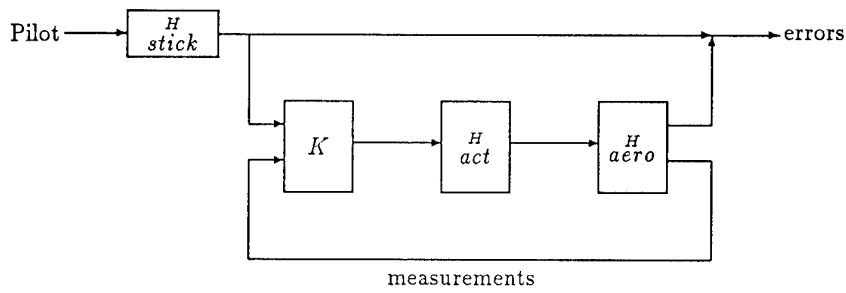 Pilot
H
stick
errors
K
H
act
H
aero
measurements